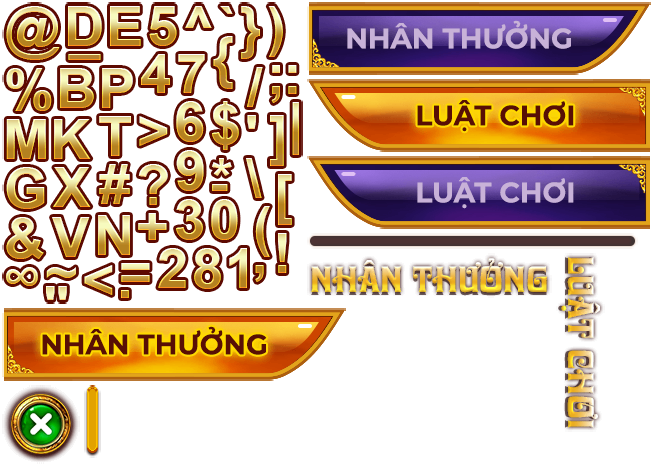 @DE5^`})
%BP47{/;:
MKT>6$']|
GX#?9*\[
&VN+30(!
∞~"<=.281,
NHÂN THƯỞNG
LUẬT CHƠI
LUẬT CHƠI
NHÂN THƯỞNG
LUẬT CHƠI
NHÂN THƯỞNG